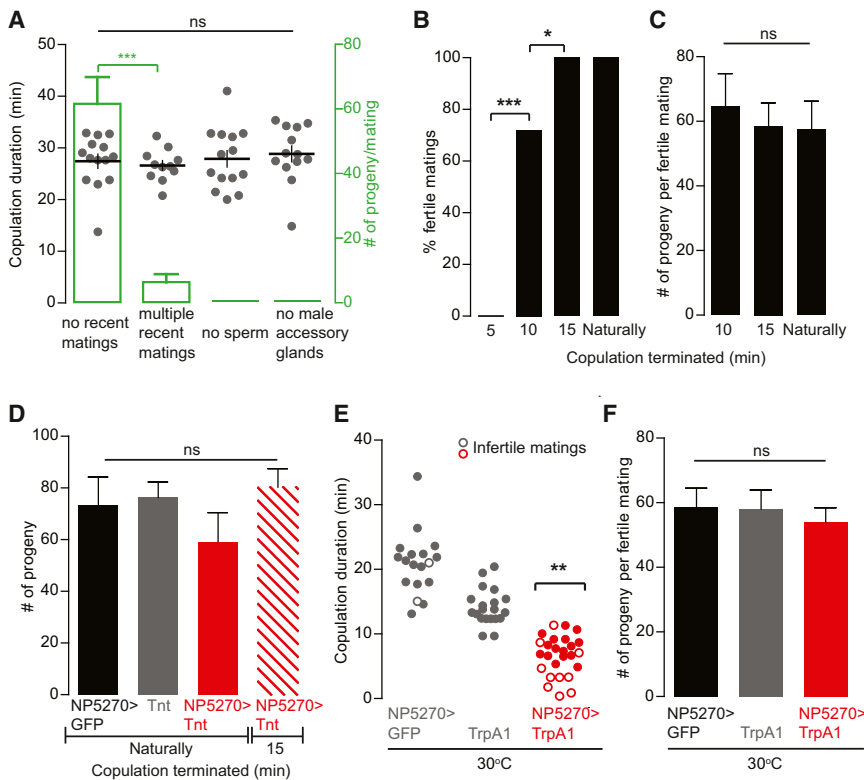 A
ns
Copulation duration (min)
50
40
30
20
10
0
***
80
60
40
20
0
# of progeny/mating
no recent matings
multiple recent matings
no sperm
no male accessory glands
B
% fertile matings
100
80
60
40
20
0
***
*
5 10 15 Naturally
Copulation terminated (min)
C
ns
# of progeny per fertile mating
80
60
40
20
0
10 15 Naturally
D
ns
# of progeny
100
80
60
40
20
0
NP5270>
GFP
Tnt
NP5270>
Tnt
NP5270>
Tnt
Naturally 15
Copulation terminated (min)
E
Infertile matings
Copulation duration (min)
40
30
20
10
0
**
NP5270>
GFP
TrpA1
NP5270>
TrpA1
30°C
F
ns
# of progeny per fertile mating
80
60
40
20
0
NP5270>
GFP
TrpA1
NP5270>
TrpA1
30°C